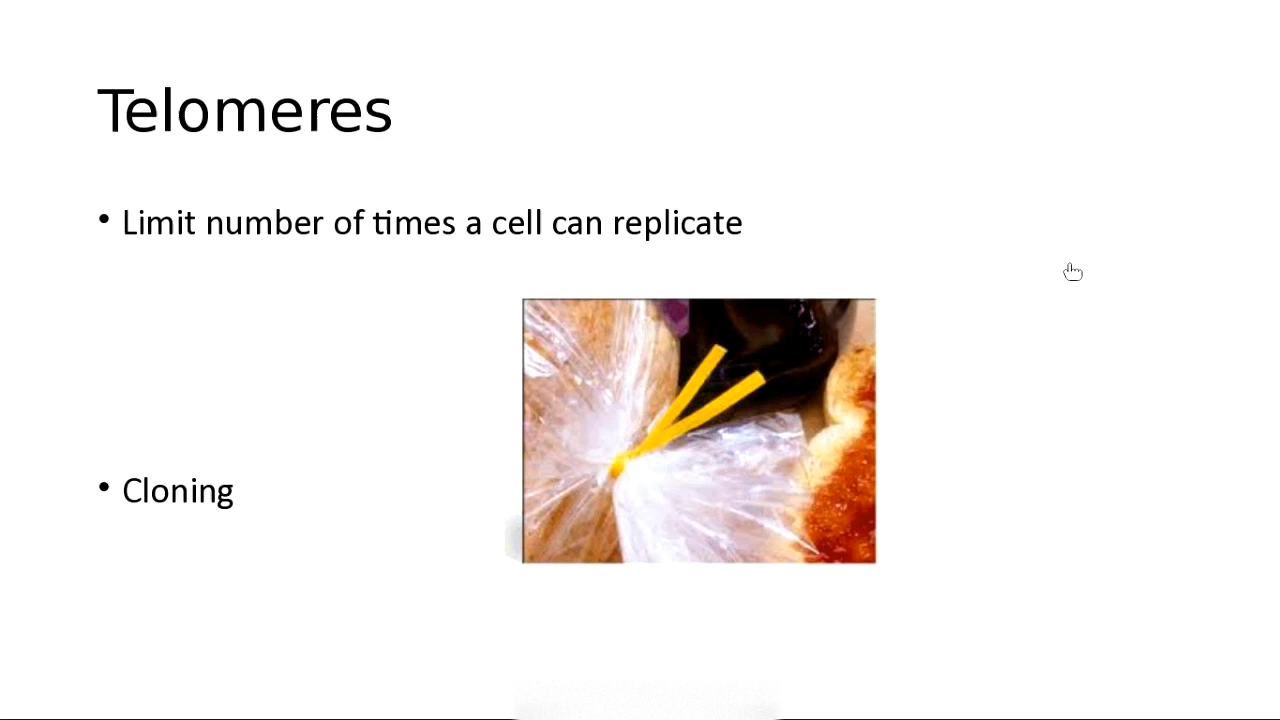 Telomeres
• Limit number of times a cell can replicate
• Cloning